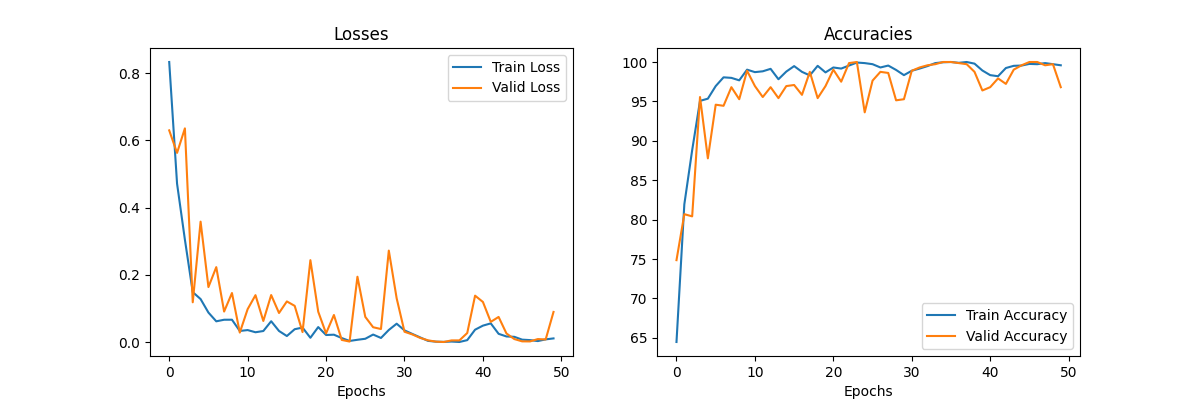 Losses
0.8
0.6
0.4
0.2
0.0
Train Loss
Valid Loss
0 10 20 30 40 50
Epochs
Accuracies
100
95
90
85
80
75
70
65
Train Accuracy
Valid Accuracy
0 10 20 30 40 50
Epochs